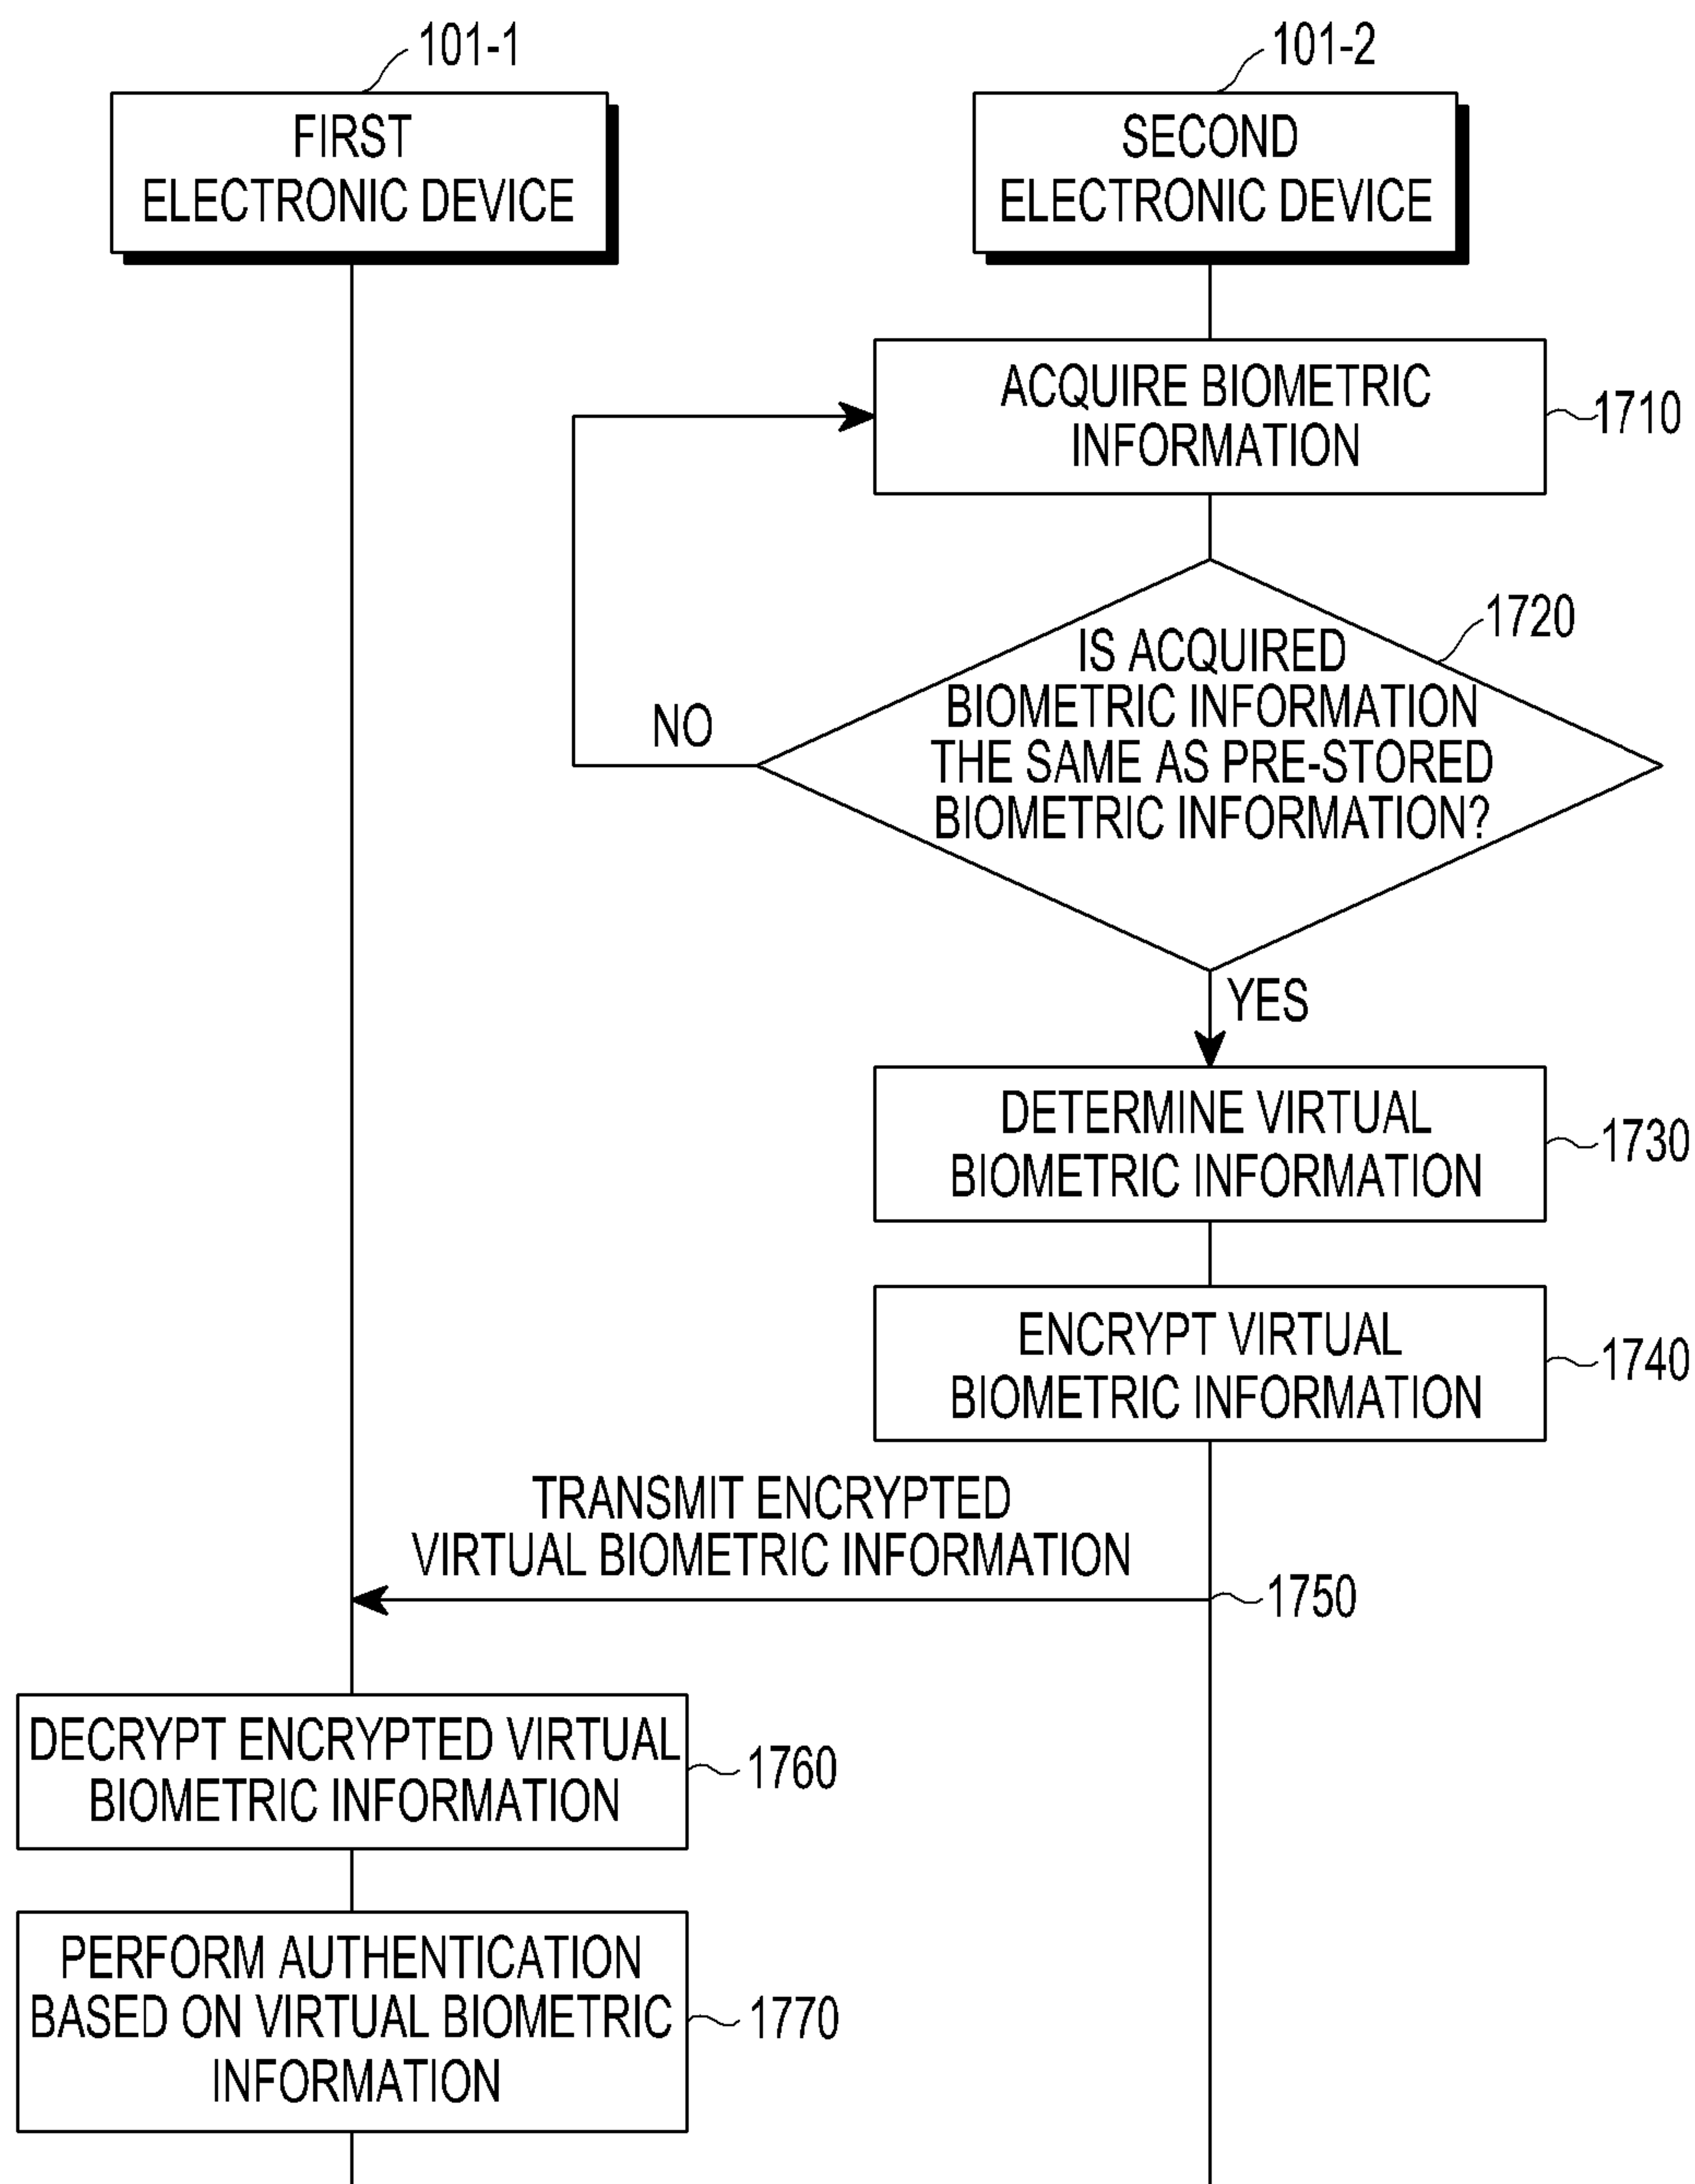 101-1
101-2
FIRST
ELECTRONIC DEVICE
SECOND
ELECTRONIC DEVICE
ACQUIRE BIOMETRIC
INFORMATION
1710
1720
IS ACQUIRED
BIOMETRIC INFORMATION
THE SAME AS PRE-STORED
BIOMETRIC INFORMATION?
NO
YES
DETERMINE VIRTUAL
BIOMETRIC INFORMATION
1730
ENCRYPT VIRTUAL
BIOMETRIC INFORMATION
1740
TRANSMIT ENCRYPTED
VIRTUAL BIOMETRIC INFORMATION
1750
DECRYPT ENCRYPTED VIRTUAL
BIOMETRIC INFORMATION
1760
PERFORM AUTHENTICATION
BASED ON VIRTUAL BIOMETRIC
INFORMATION
1770